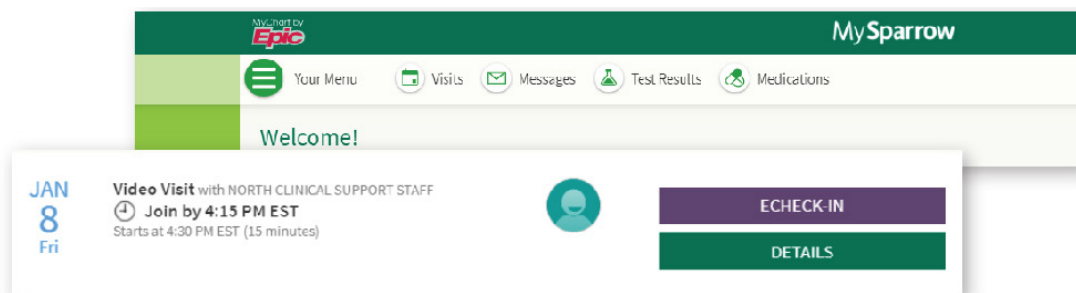 MyChart by
Epic
MySparrow
Your Menu Visits Messages Test Results Medications
Welcome!
JAN
8
Fri
Video Visit with NORTH CLINICAL SUPPORT STAFF
Join by 4:15 PM EST
Starts at 4:30 PM EST (15 minutes)
ECHECK-IN
DETAILS